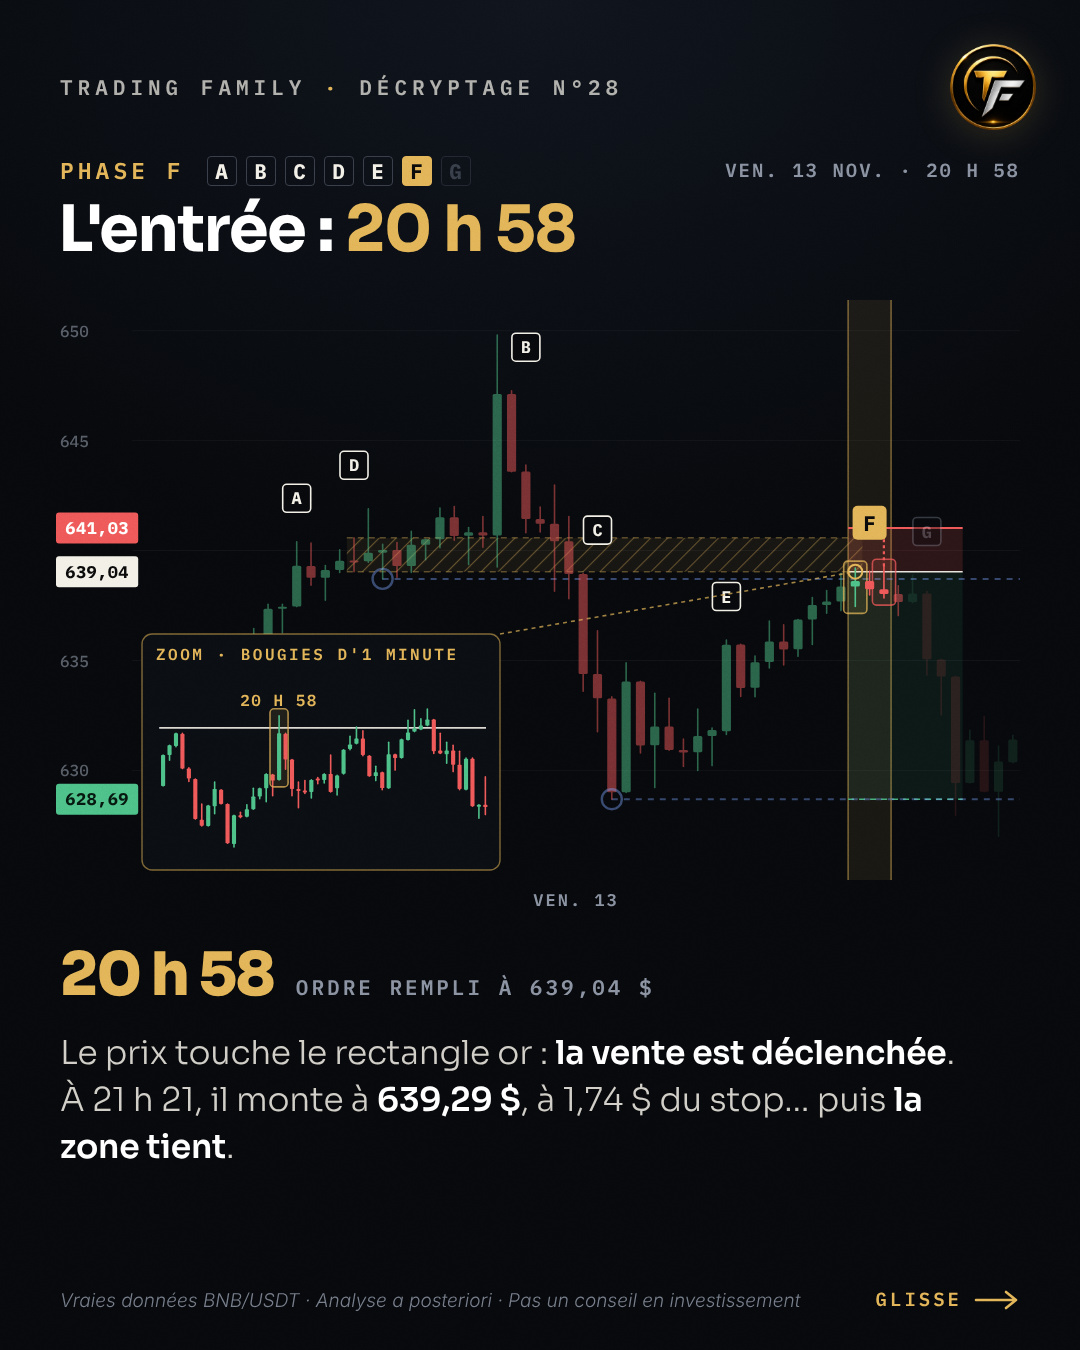 TRADING FAMILY · DÉCRYPTAGE N°28
TF
PHASE F A B C D E F G
VEN. 13 NOV. · 20 H 58
L'entrée : 20 h 58
650
645
641,03
639,04
635
630
628,69
B
D
A
C
F
G
E
ZOOM · BOUGIES D'1 MINUTE
20 H 58
VEN. 13
20 h 58 ORDRE REMPLI À 639,04 $
Le prix touche le rectangle or : la vente est déclenchée.
À 21 h 21, il monte à 639,29 $, à 1,74 $ du stop... puis la
zone tient.
Vraies données BNB/USDT · Analyse a posteriori · Pas un conseil en investissement
GLISSE